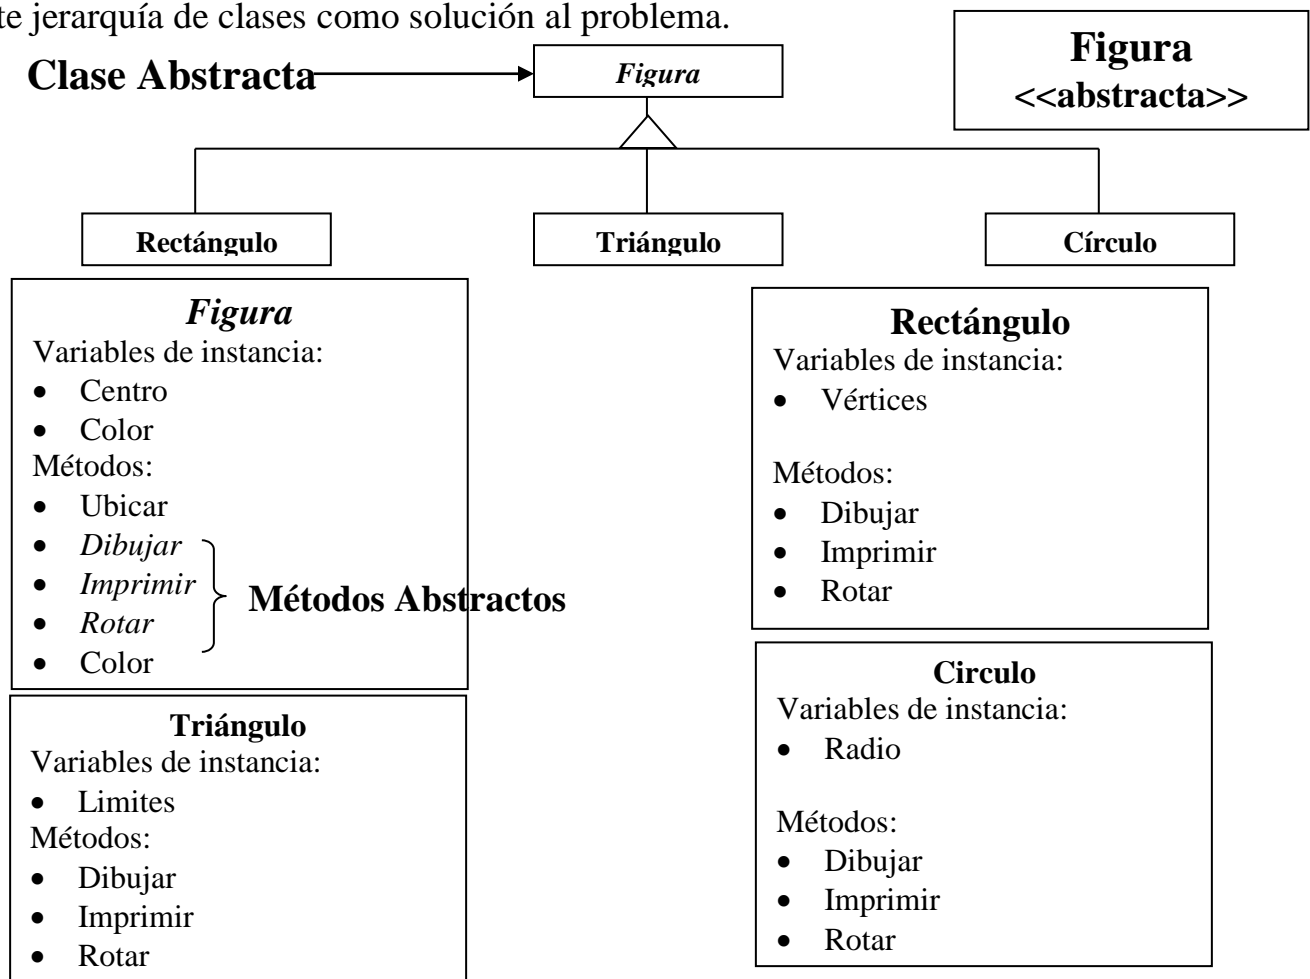 te jerarquía de clases como solución al problema.
Clase Abstracta
Figura
Figura
<<abstracta>>
Rectángulo
Triángulo
Círculo
Figura
Variables de instancia:
• Centro
• Color
Métodos:
• Ubicar
• Dibujar
• Imprimir
• Rotar
• Color
Métodos Abstractos
Rectángulo
Variables de instancia:
• Vértices
Métodos:
• Dibujar
• Imprimir
• Rotar
Triángulo
Variables de instancia:
• Limites
Métodos:
• Dibujar
• Imprimir
• Rotar
Circulo
Variables de instancia:
• Radio
Métodos:
• Dibujar
• Imprimir
• Rotar